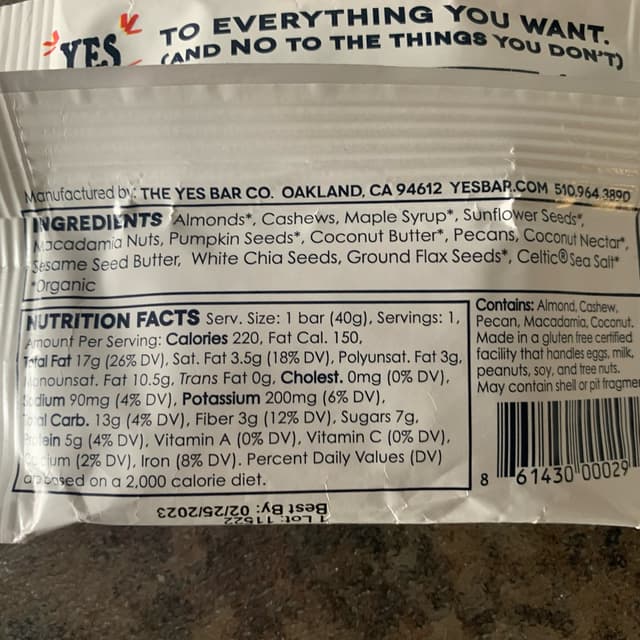 YES TO EVERYTHING YOU WANT.
(AND NO TO THE THINGS YOU DON'T)
Manufactured by: THE YES BAR CO. OAKLAND, CA 94612 YESBAR.COM 510.964.3890
INGREDIENTS Almonds*, Cashews, Maple Syrup*, Sunflower Seeds*,
Macadamia Nuts, Pumpkin Seeds*, Coconut Butter*, Pecans, Coconut Nectar*,
Sesame Seed Butter, White Chia Seeds, Ground Flax Seeds*, Celtic® Sea Salt*
*Organic
NUTRITION FACTS Serv. Size: 1 bar (40g), Servings: 1,
Amount Per Serving: Calories 220, Fat Cal. 150,
Total Fat 17g (26% DV), Sat. Fat 3.5g (18% DV), Polyunsat. Fat 3g,
Monounsat. Fat 10.5g, Trans Fat 0g, Cholest. 0mg (0% DV),
Sodium 90mg (4% DV), Potassium 200mg (6% DV),
Total Carb. 13g (4% DV), Fiber 3g (12% DV), Sugars 7g,
Protein 5g (4% DV), Vitamin A (0% DV), Vitamin C (0% DV),
Calcium (2% DV), Iron (8% DV). Percent Daily Values (DV)
are based on a 2,000 calorie diet.
Contains: Almond, Cashew,
Pecan, Macadamia, Coconut.
Made in a gluten free certified
facility that handles eggs, milk,
peanuts, soy, and tree nuts.
May contain shell or pit fragme
8 61430 00029
1 Lot: 11522
Best By: 02/25/2023